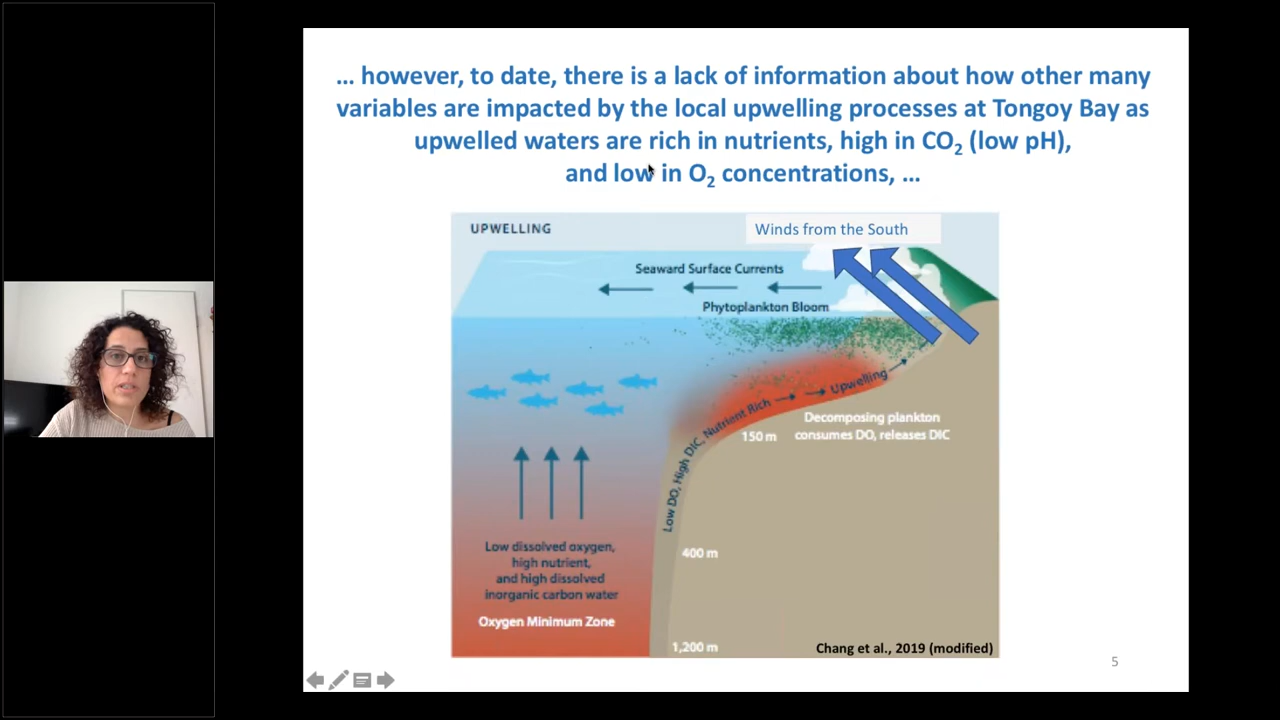 ... however, to date, there is a lack of information about how other many
variables are impacted by the local upwelling processes at Tongoy Bay as
upwelled waters are rich in nutrients, high in CO2 (low pH),
and low in O2 concentrations, ...
UPWELLING
Winds from the South
Seaward Surface Currents
Phytoplankton Bloom
Low DO, High DIC, Nutrient Rich
Upwelling
Decomposing plankton
consumes DO, releases DIC
150 m
400 m
Low dissolved oxygen,
high nutrient,
and high dissolved
inorganic carbon water
Oxygen Minimum Zone
1,200 m
Chang et al., 2019 (modified)
5